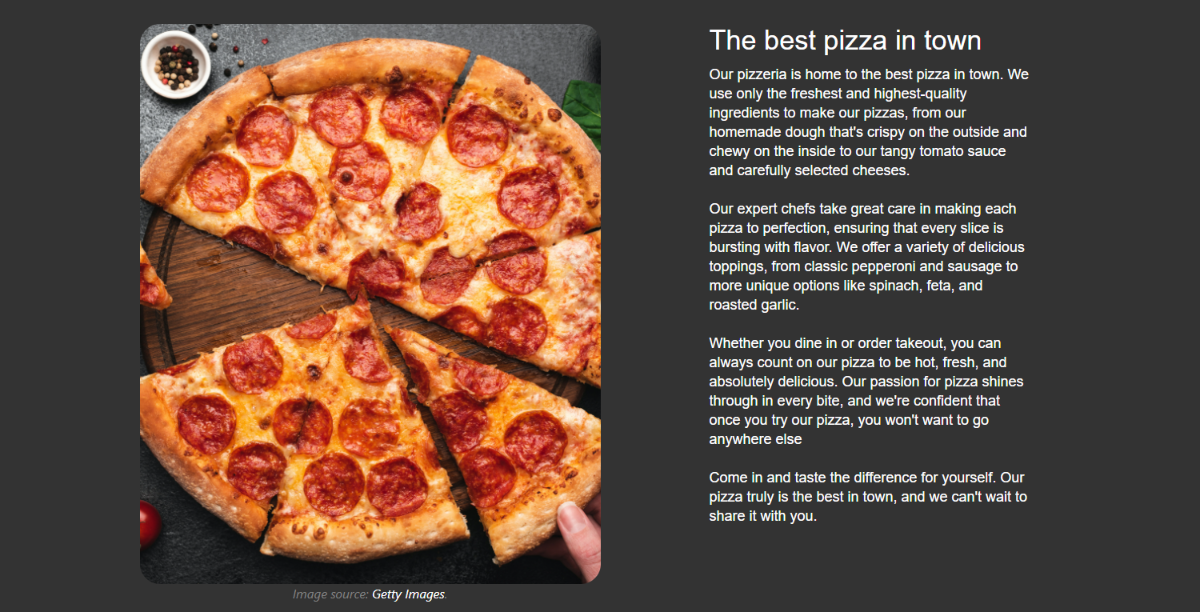 The best pizza in town
Our pizzeria is home to the best pizza in town. We
use only the freshest and highest-quality
ingredients to make our pizzas, from our
homemade dough that's crispy on the outside and
chewy on the inside to our tangy tomato sauce
and carefully selected cheeses.
Our expert chefs take great care in making each
pizza to perfection, ensuring that every slice is
bursting with flavor. We offer a variety of delicious
toppings, from classic pepperoni and sausage to
more unique options like spinach, feta, and
roasted garlic.
Whether you dine in or order takeout, you can
always count on our pizza to be hot, fresh, and
absolutely delicious. Our passion for pizza shines
through in every bite, and we're confident that
once you try our pizza, you won't want to go
anywhere else
Come in and taste the difference for yourself. Our
pizza truly is the best in town, and we can't wait to
share it with you.
Image source: Getty Images.